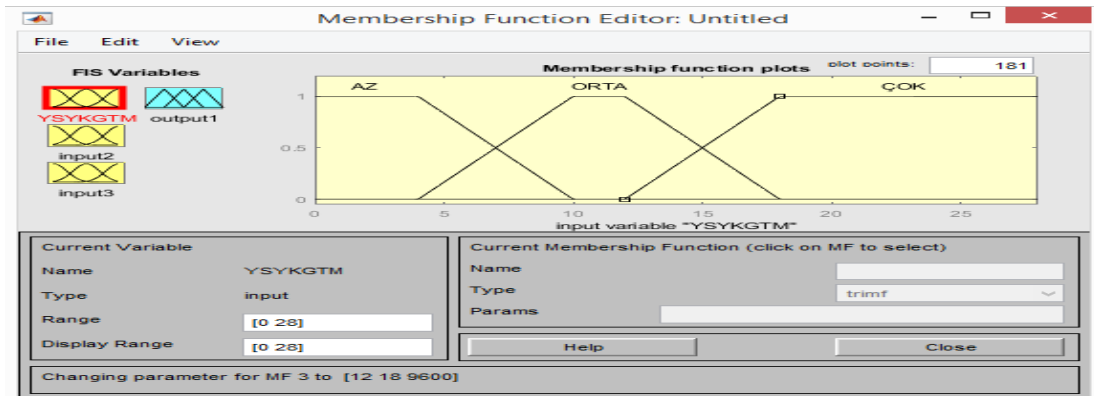 Membership Function Editor: Untitled
File Edit View
FIS Variables
YSYKGTM output1
input2
input3
Membership function plots plot points: 181
AZ ORTA ÇOK
1
0.5
0
0 5 10 15 20 25
input variable "YSYKGTM"
Current Variable
Name YSYKGTM
Type input
Range [0 28]
Display Range [0 28]
Current Membership Function (click on MF to select)
Name
Type trimf
Params
Help Close
Changing parameter for MF 3 to [12 18 9600]